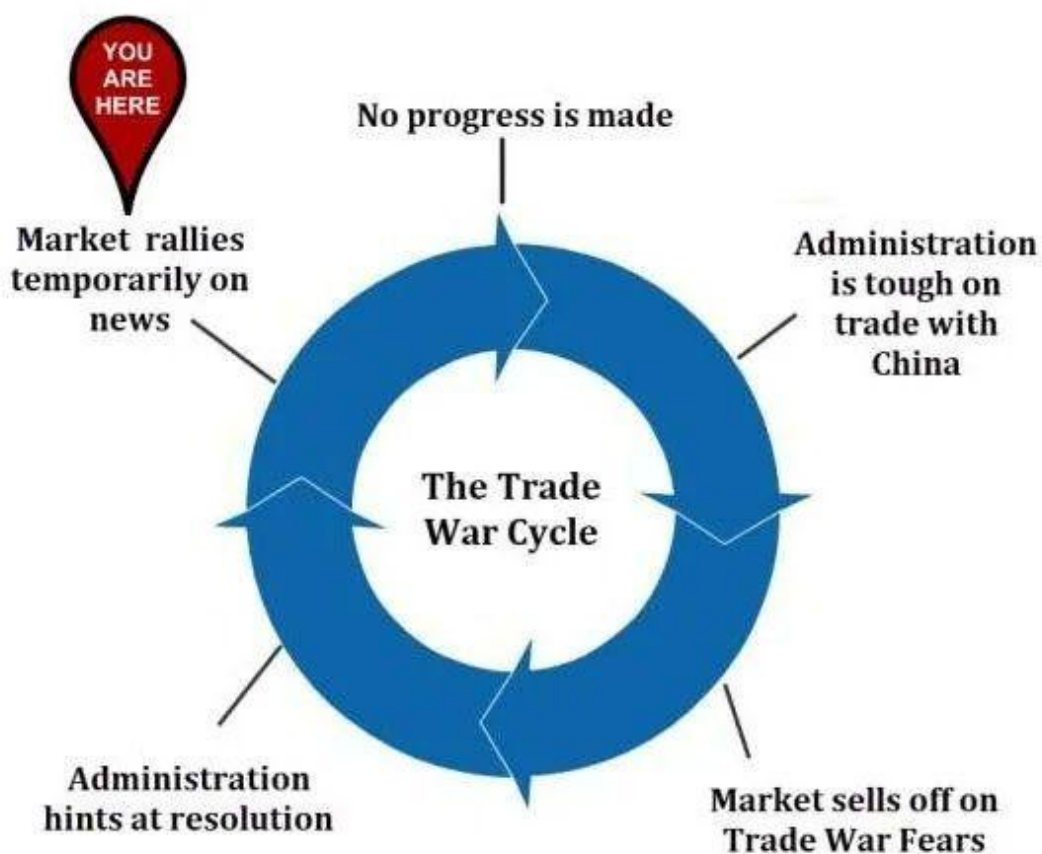 YOU
ARE
HERE
No progress is made
Market rallies
temporarily on
news
Administration
is tough on
trade with
China
The Trade
War Cycle
Administration
hints at resolution
Market sells off on
Trade War Fears